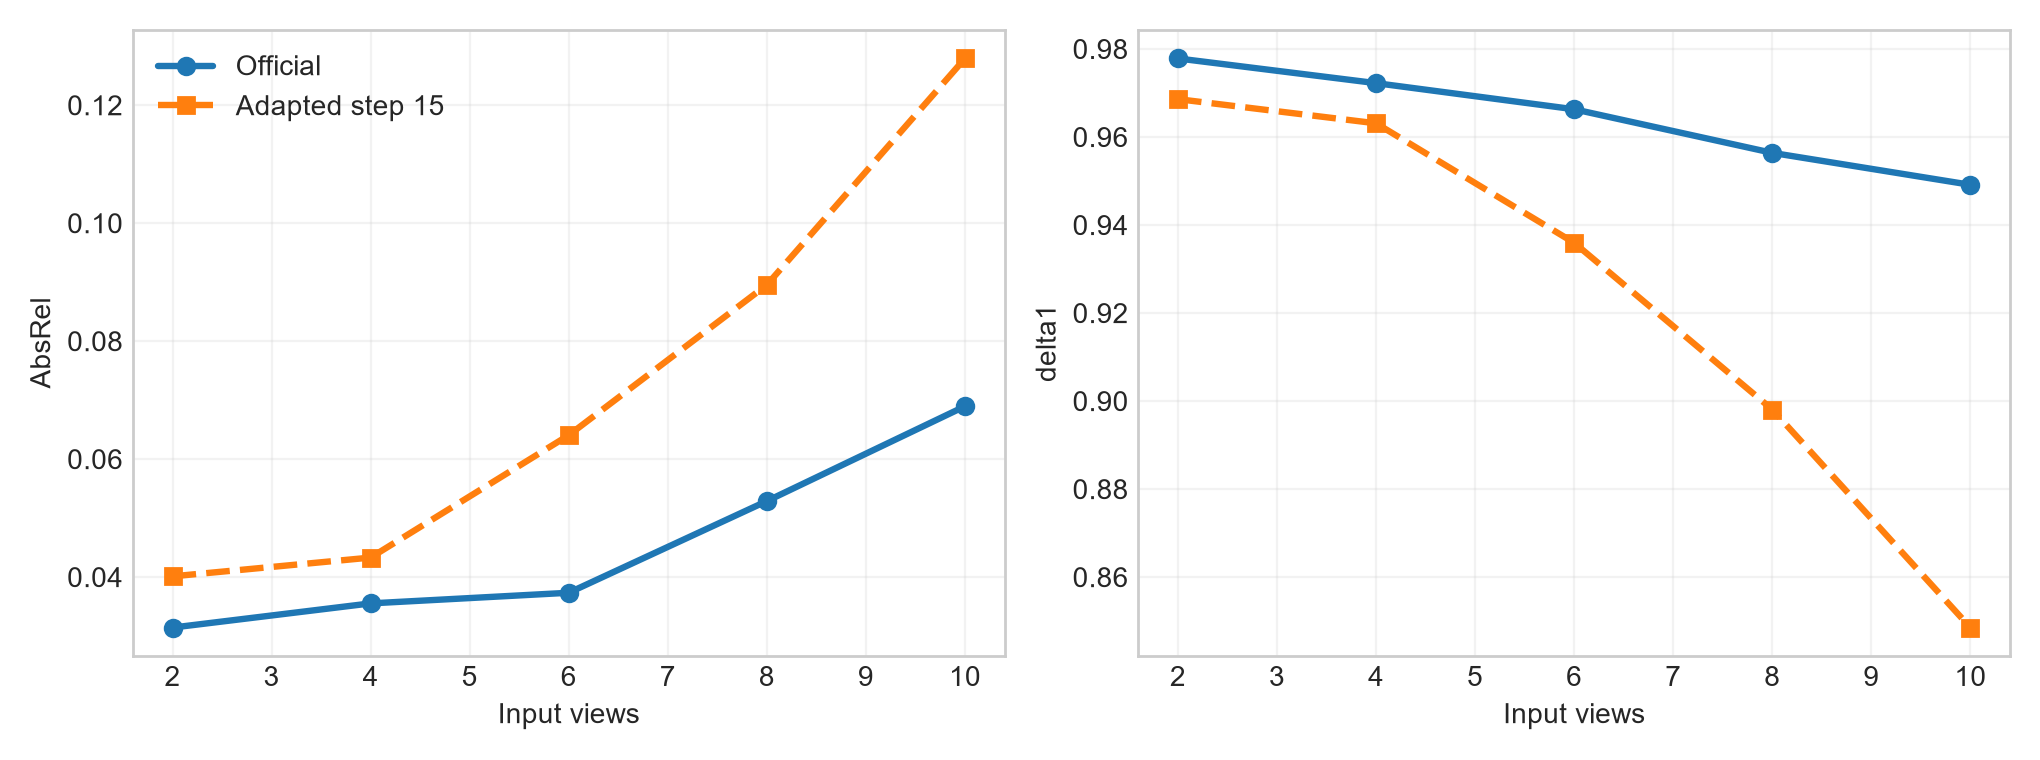 Official
Adapted step 15
0.12
0.10
0.08
0.06
0.04
AbsRel
2 3 4 5 6 7 8 9 10
Input views
0.98
0.96
0.94
0.92
0.90
0.88
0.86
delta1
2 3 4 5 6 7 8 9 10
Input views